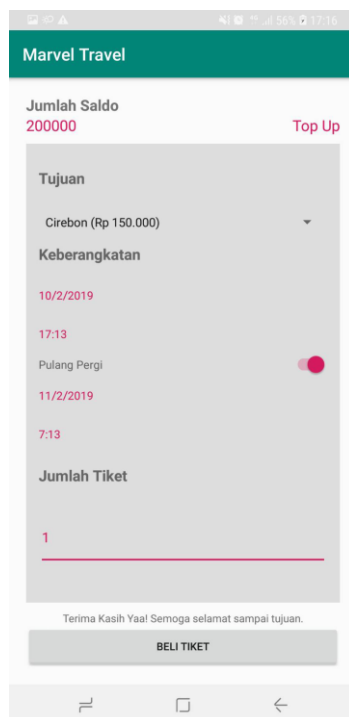 56% 17:16
Marvel Travel
Jumlah Saldo
200000 Top Up
Tujuan
Cirebon (Rp 150.000)
Keberangkatan
10/2/2019
17:13
Pulang Pergi
11/2/2019
7:13
Jumlah Tiket
1
Terima Kasih Yaa! Semoga selamat sampai tujuan.
BELI TIKET